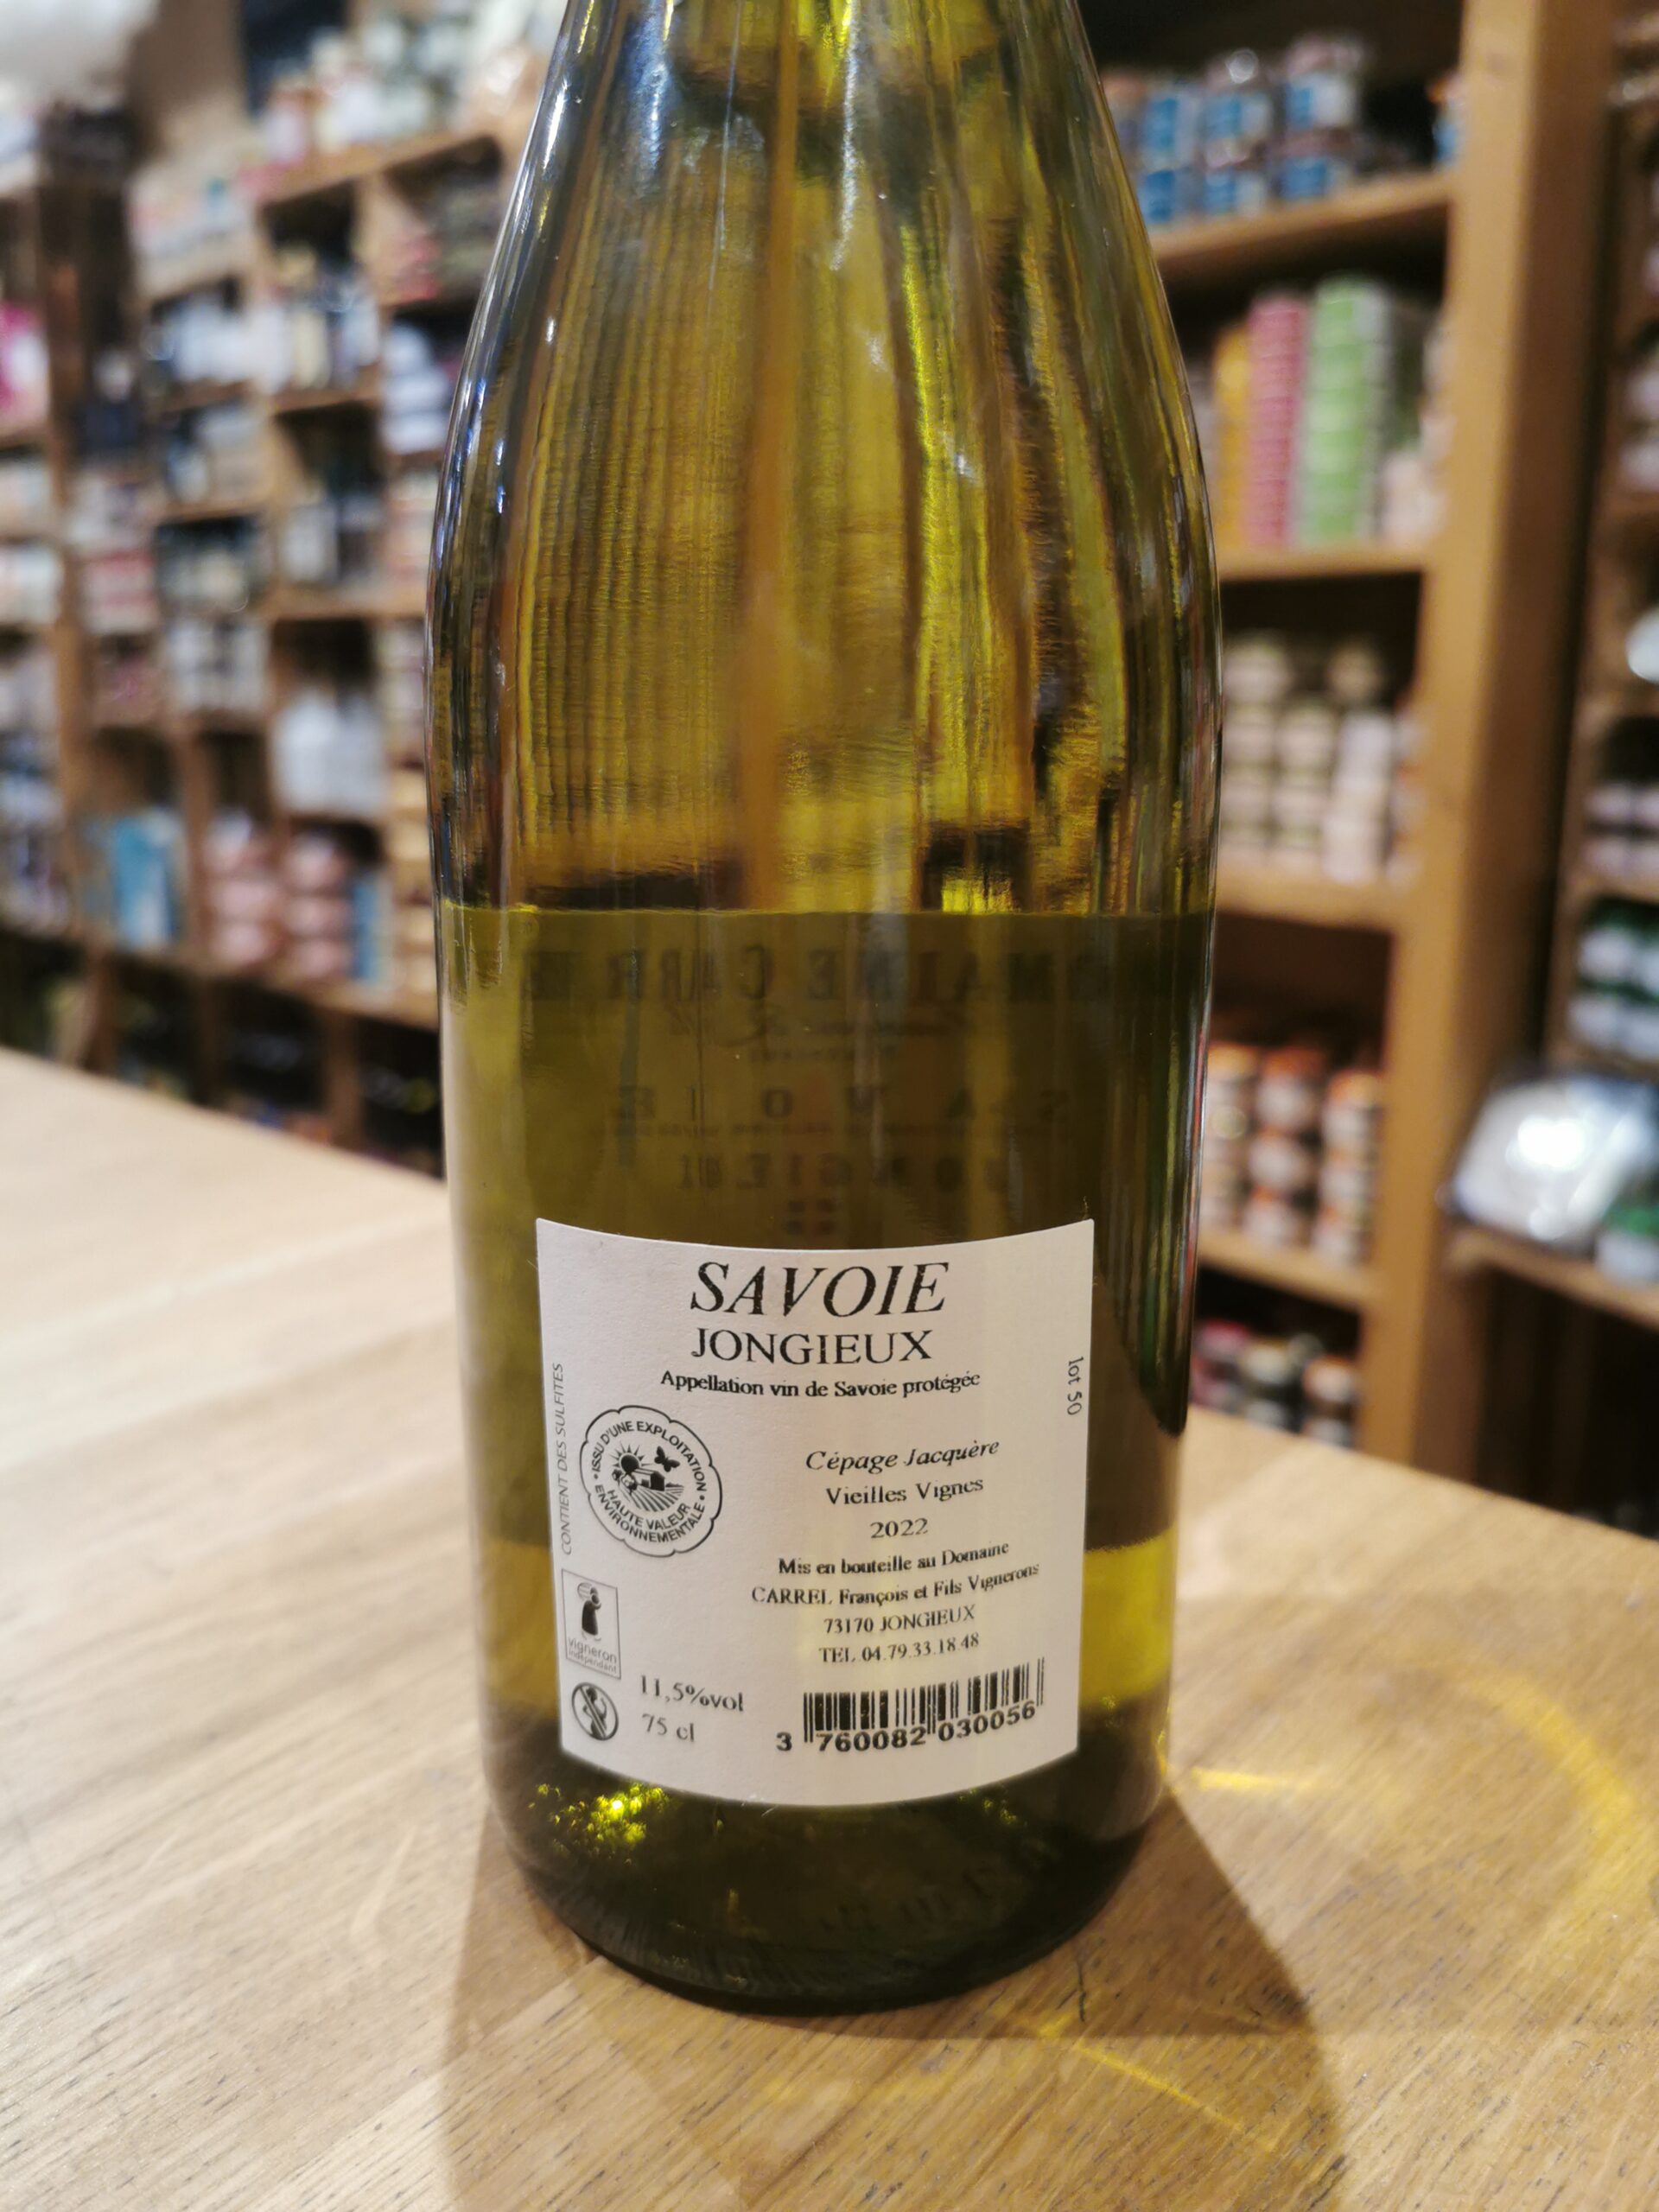 SAVOIE
JONGIEUX
Appellation vin de Savoie protégée
CONTIENT DES SULFITES
lot 50
ISSU D'UNE EXPLOITATION
HAUTE VALEUR
ENVIRONNEMENTALE
Cépage Jacquère
Vieilles Vignes
2022
Mis en bouteille au Domaine
CARREL François et Fils Vignerons
73170 JONGIEUX
TEL 04.79.33.18.48
vigneron
indépendant
11,5%vol
75 cl
3 760082 030056